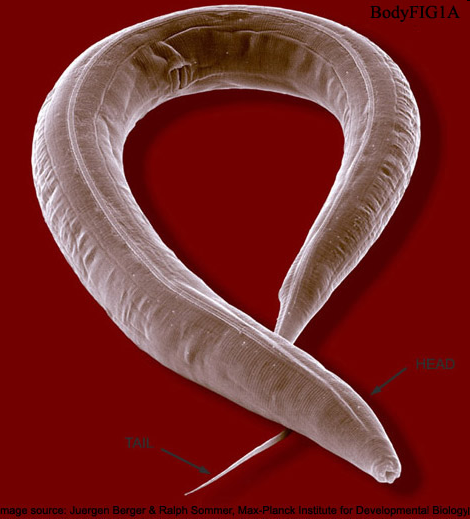 BodyFIG1A
HEAD
TAIL
mage source: Juergen Berger & Ralph Sommer, Max-Planck Institute for Developmental Biology